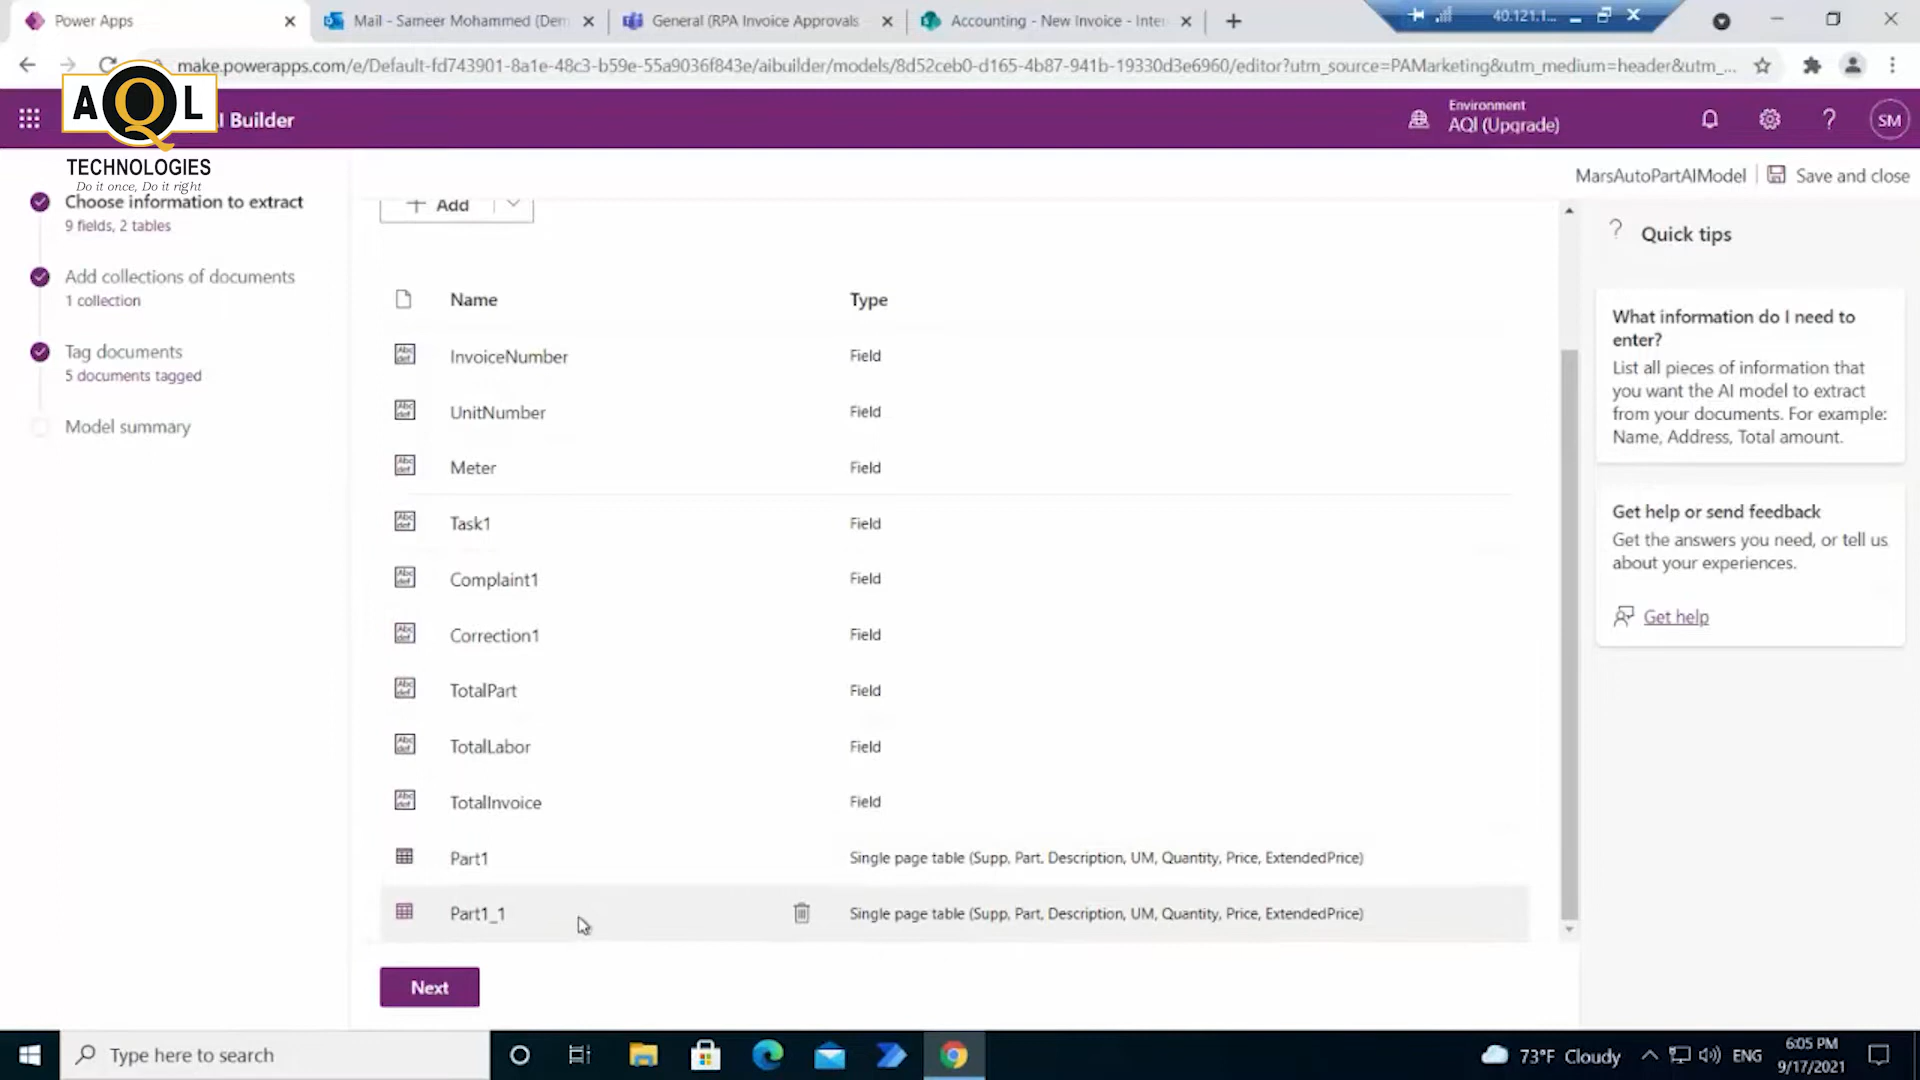 Power Apps
Mail - Sameer Mohammed (Dem
General (RPA Invoice Approvals
Accounting - New Invoice - Inter
40.121.1...
make.powerapps.com/e/Default-fd743901-8a1e-48c3-b59e-55a9036f843e/aibuilder/models/8d52ceb0-d165-4b87-941b-19330d3e6960/editor?utm_source=PAMarketing&utm_medium=header&utm_...
AQL
TECHNOLOGIES
Do it once, Do it right
I Builder
Environment
AQl (Upgrade)
SM
MarsAutoPartAIModel
Save and close
Choose information to extract
9 fields, 2 tables
Add collections of documents
1 collection
Tag documents
5 documents tagged
Model summary
Add
Name Type
InvoiceNumber Field
UnitNumber Field
Meter Field
Task1 Field
Complaint1 Field
Correction1 Field
TotalPart Field
TotalLabor Field
TotalInvoice Field
Part1 Single page table (Supp, Part, Description, UM, Quantity, Price, ExtendedPrice)
Part1_1 Single page table (Supp, Part, Description, UM, Quantity, Price, ExtendedPrice)
Next
Quick tips
What information do I need to
enter?
List all pieces of information that
you want the AI model to extract
from your documents. For example:
Name, Address, Total amount.
Get help or send feedback
Get the answers you need, or tell us
about your experiences.
Get help
Type here to search
73°F Cloudy
ENG
6:05 PM
9/17/2021